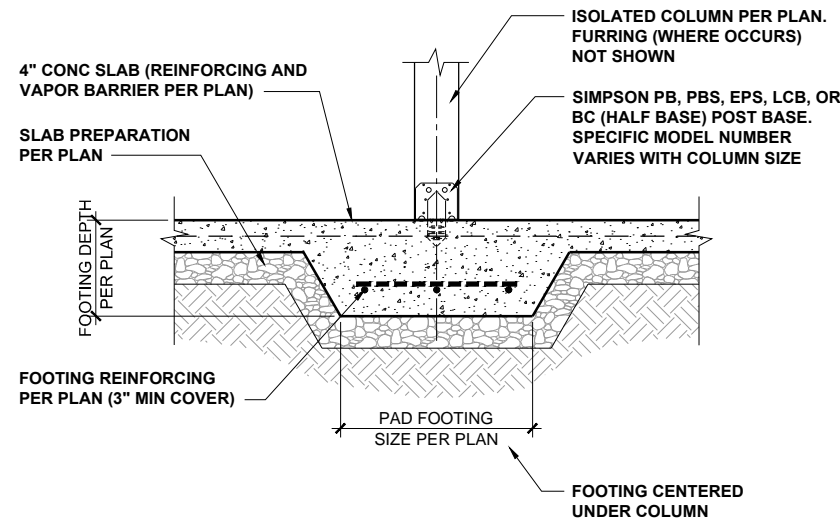 ISOLATED COLUMN PER PLAN.
FURRING (WHERE OCCURS)
NOT SHOWN
4" CONC SLAB (REINFORCING AND
VAPOR BARRIER PER PLAN)
SIMPSON PB, PBS, EPS, LCB, OR
BC (HALF BASE) POST BASE.
SPECIFIC MODEL NUMBER
VARIES WITH COLUMN SIZE
SLAB PREPARATION
PER PLAN
FOOTING DEPTH
PER PLAN
FOOTING REINFORCING
PER PLAN (3" MIN COVER)
PAD FOOTING
SIZE PER PLAN
FOOTING CENTERED
UNDER COLUMN